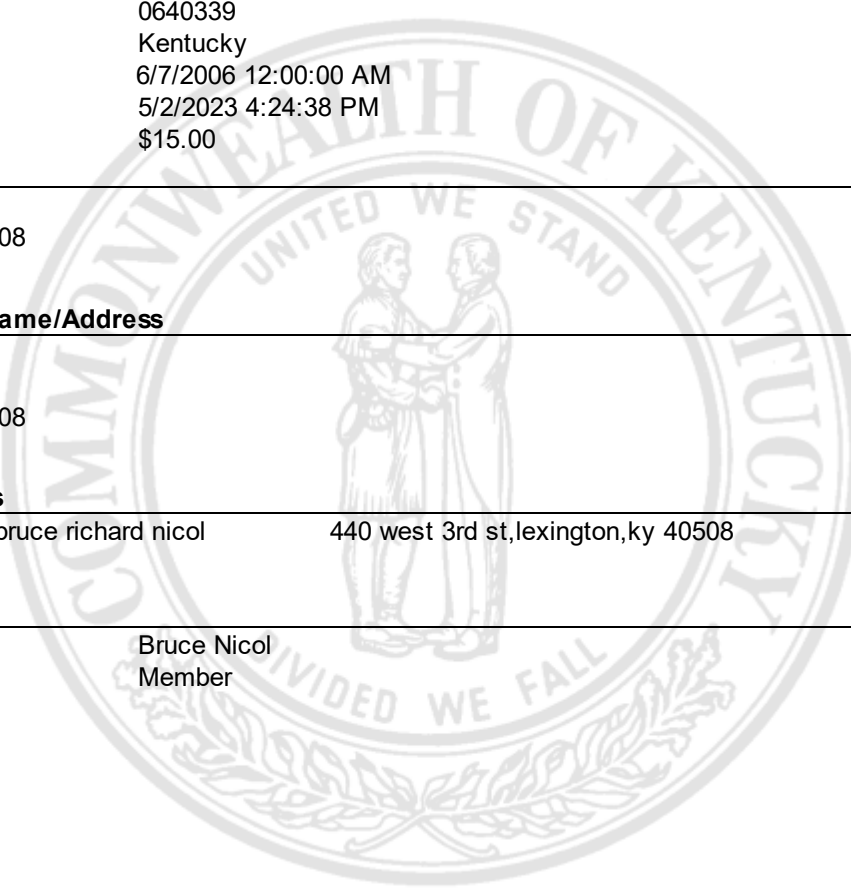 0640339
Kentucky
6/7/2006 12:00:00 AM
5/2/2023 4:24:38 PM
$15.00
08
ame/Address
08
s
bruce richard nicol 440 west 3rd st,lexington,ky 40508
Bruce Nicol
Member
COMMONWEALTH OF KENTUCKY
UNITED WE STAND
DIVIDED WE FALL